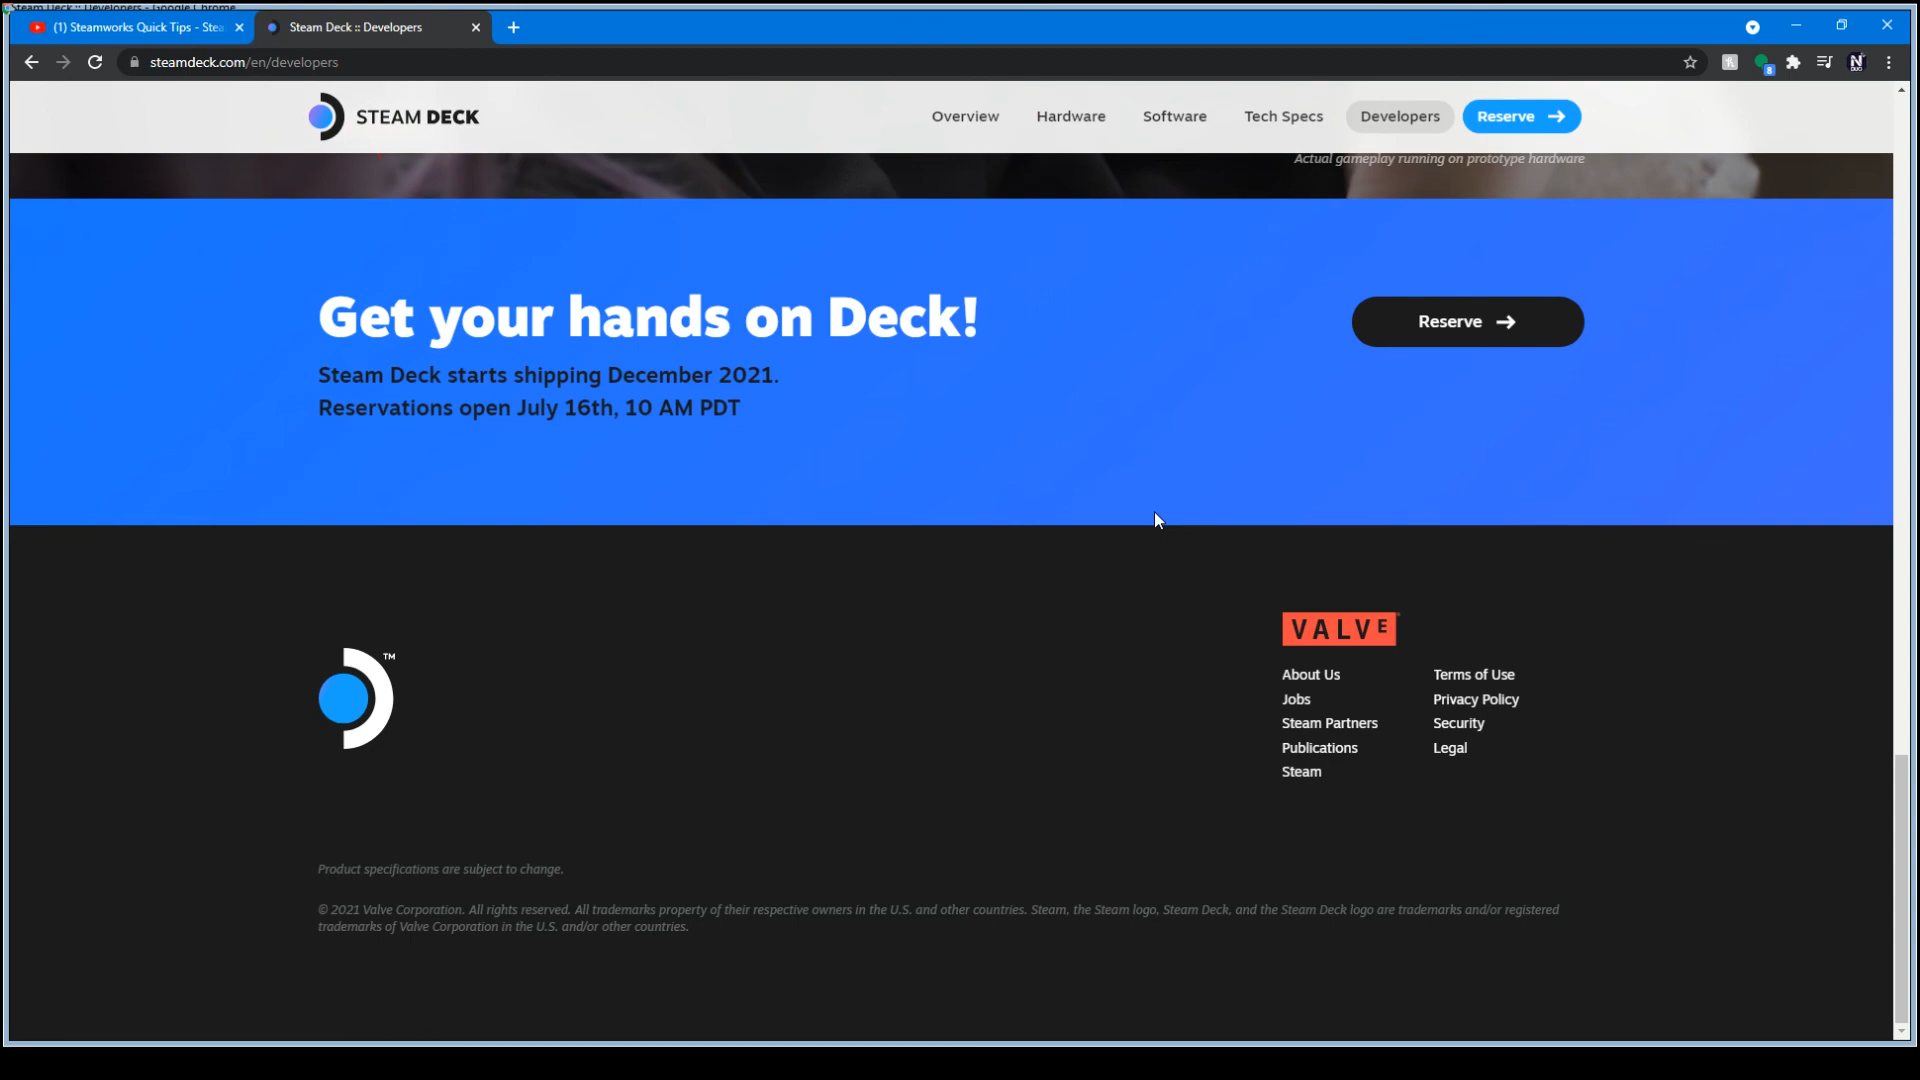 Steam Deck :: Developers - Google Chrome
(1) Steamworks Quick Tips - Stea
Steam Deck :: Developers
steamdeck.com/en/developers
8
STEAM DECK
Overview
Hardware
Software
Tech Specs
Developers
Reserve
Actual gameplay running on prototype hardware
Get your hands on Deck!
Reserve
Steam Deck starts shipping December 2021.
Reservations open July 16th, 10 AM PDT
VALVE
TM
About Us
Terms of Use
Jobs
Privacy Policy
Steam Partners
Security
Publications
Legal
Steam
Product specifications are subject to change.
© 2021 Valve Corporation. All rights reserved. All trademarks property of their respective owners in the U.S. and other countries. Steam, the Steam logo, Steam Deck, and the Steam Deck logo are trademarks and/or registered
trademarks of Valve Corporation in the U.S. and/or other countries.